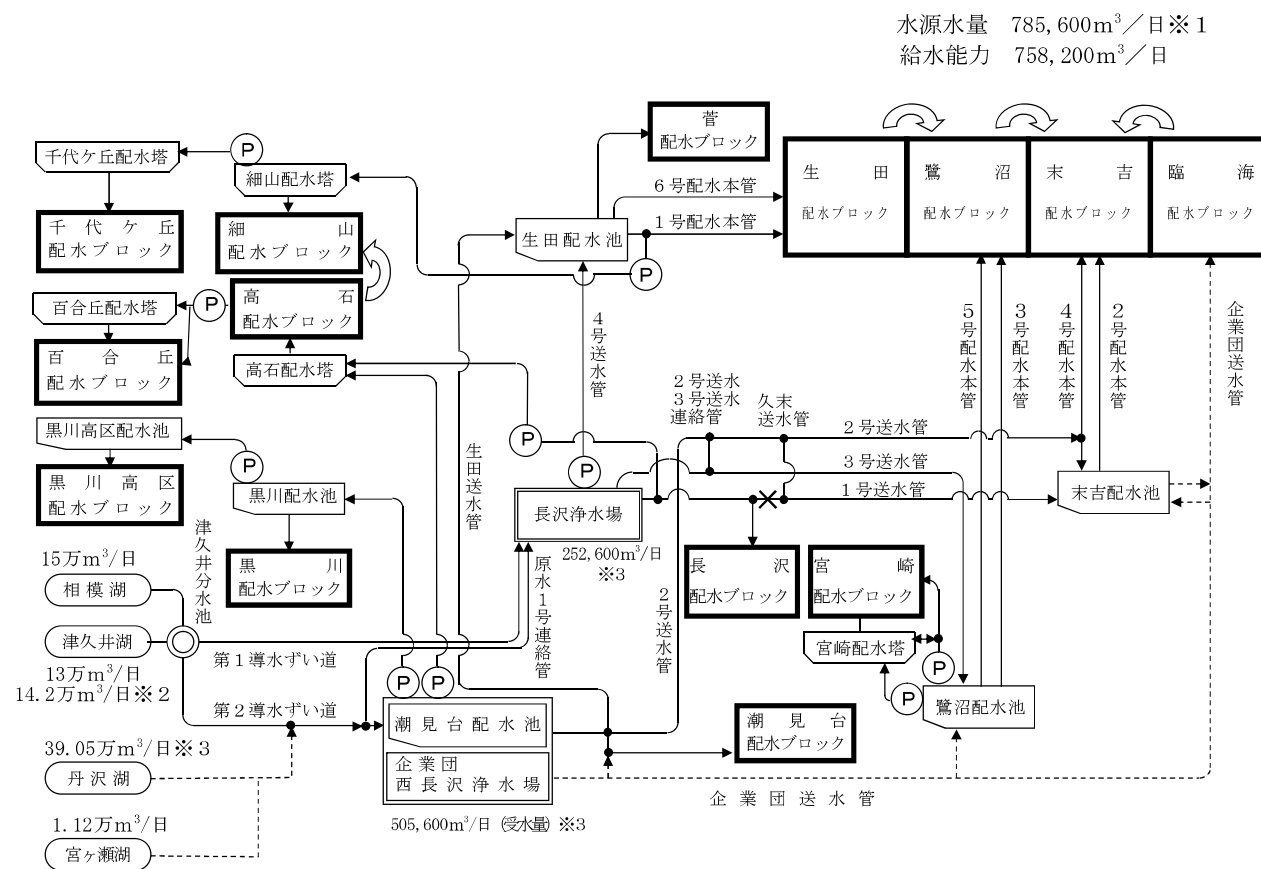 水源水量　785,600m³／日※１
給水能力　758,200m³／日
菅
配水ブロック
生田
配水ブロック
鷺沼
配水ブロック
末吉
配水ブロック
臨海
配水ブロック
千代ケ丘配水塔
P
細山配水塔
千代ケ丘
配水ブロック
細山
配水ブロック
6号配水本管
1号配水本管
生田配水池
P
百合丘配水塔
P
高石
配水ブロック
百合丘
配水ブロック
高石配水塔
4号送水管
5号配水本管
3号配水本管
4号配水本管
2号配水本管
企業団送水管
2号送水
3号送水
連絡管
久末
送水管
黒川高区配水池
P
黒川高区
配水ブロック
黒川配水池
生田送水管
P
P
2号送水管
3号送水管
1号送水管
長沢浄水場
252,600m³/日
※3
末吉配水池
黒川
配水ブロック
津久井分水池
原水1号連絡管
長沢
配水ブロック
宮崎
配水ブロック
宮崎配水塔
2号送水管
15万m³/日
相模湖
津久井湖
13万m³/日
14.2万m³/日※２
第１導水ずい道
第２導水ずい道
P
P
P
P
鷺沼配水池
潮見台配水池
企業団
西長沢浄水場
505,600m³/日（受水量）※3
潮見台
配水ブロック
企業団送水管
39.05万m³/日※３
丹沢湖
1.12万m³/日
宮ヶ瀬湖